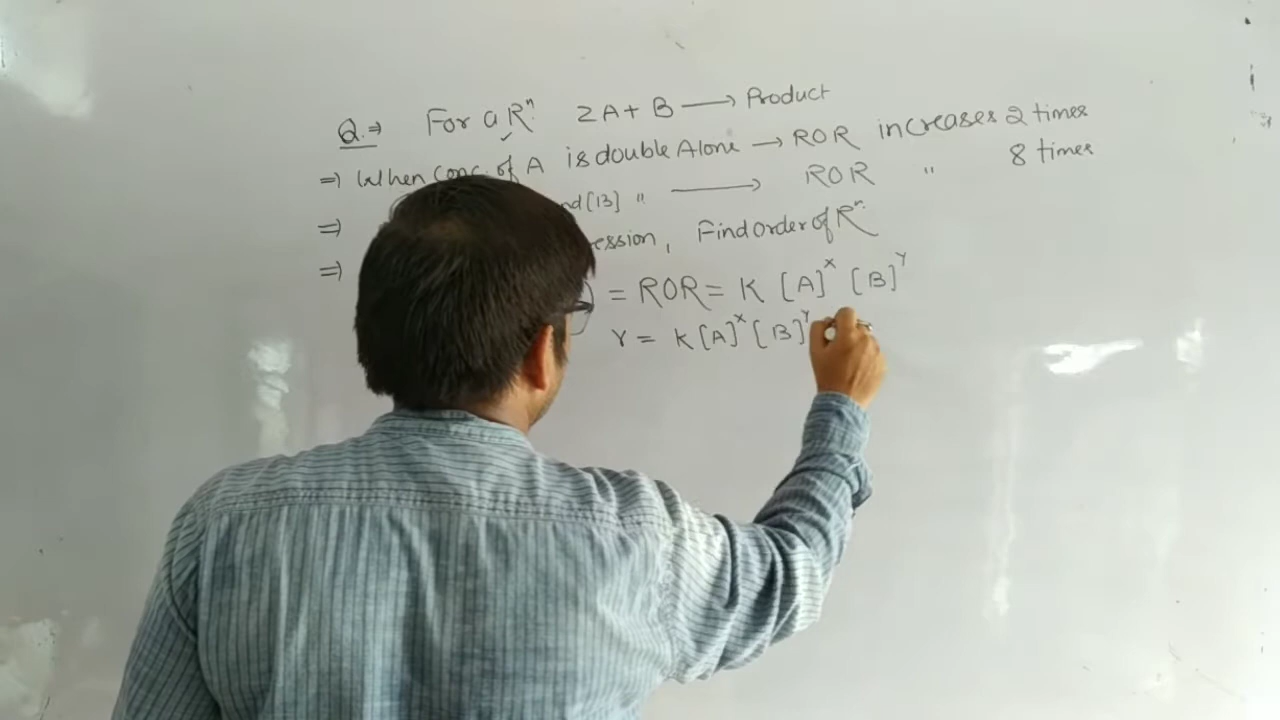 Q.⇒ For a Rⁿ. 2A + B ⟶ Product
⇒ When Conc. of A is double Alone → ROR increases 2 times
⇒ [B] " ⟶ ROR " 8 times
⇒ , Find order of Rⁿ.
= ROR = K [A]^x [B]^y
r = K [A]^x [B]^y